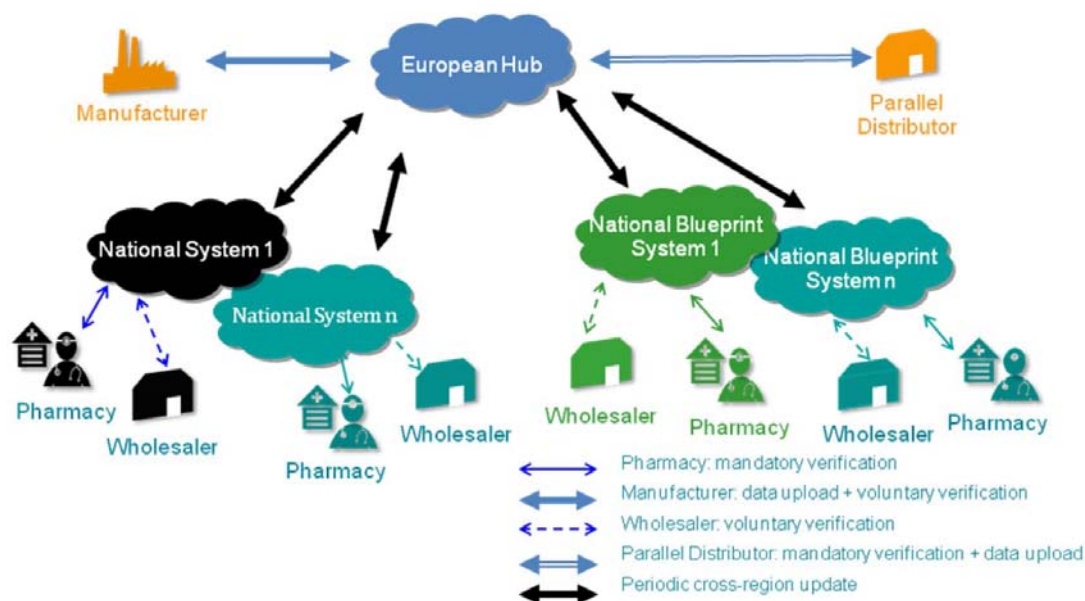 European Hub
Manufacturer
Parallel
Distributor
National System 1
National System n
National Blueprint
System 1
National Blueprint
System n
Pharmacy
Wholesaler
Pharmacy
Wholesaler
Wholesaler
Pharmacy
Wholesaler
Pharmacy
Pharmacy: mandatory verification
Manufacturer: data upload + voluntary verification
Wholesaler: voluntary verification
Parallel Distributor: mandatory verification + data upload
Periodic cross-region update